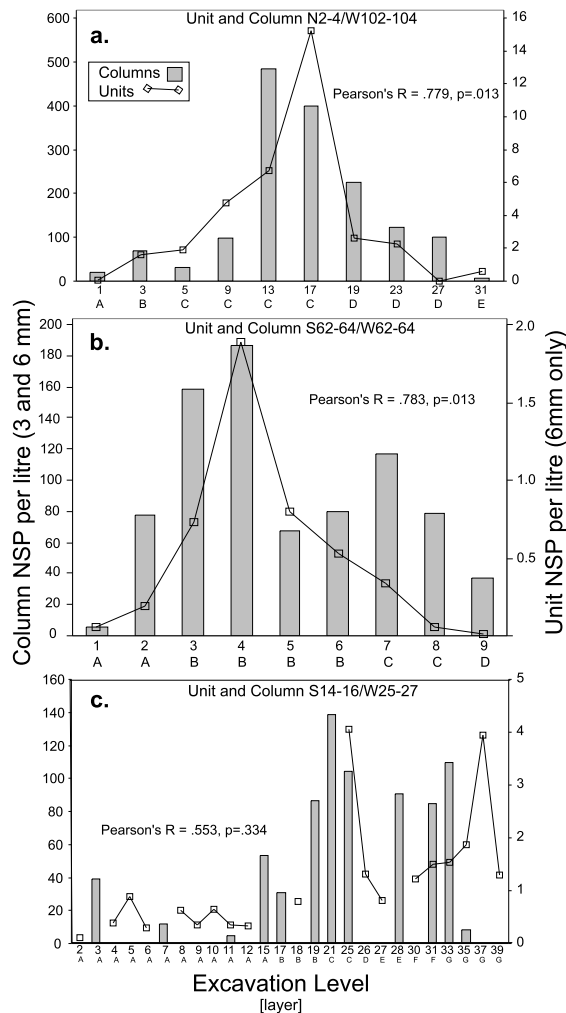 Unit and Column N2-4/W102-104
a.
Columns
Units
Pearson's R = .779, p=.013
600
500
400
300
200
100
0
16
14
12
10
8
6
4
2
0
1 3 5 9 13 17 19 23 27 31
A B C C C C D D D E
Unit and Column S62-64/W62-64
b.
Pearson's R = .783, p=.013
200
180
160
140
120
100
80
60
40
20
0
2.0
1.5
1.0
0.5
1 2 3 4 5 6 7 8 9
A A B B B B C C D
Column NSP per litre (3 and 6 mm)
Unit NSP per litre (6mm only)
Unit and Column S14-16/W25-27
c.
Pearson's R = .553, p=.334
160
140
120
100
80
60
40
20
0
5
4
3
2
1
0
2 3 4 5 6 7 8 9 10 11 12 15 17 18 19 21 25 26 27 28 30 31 33 35 37 39
A A A A A A A A A A A A B B B C C D E E F F G G G G
Excavation Level
[layer]